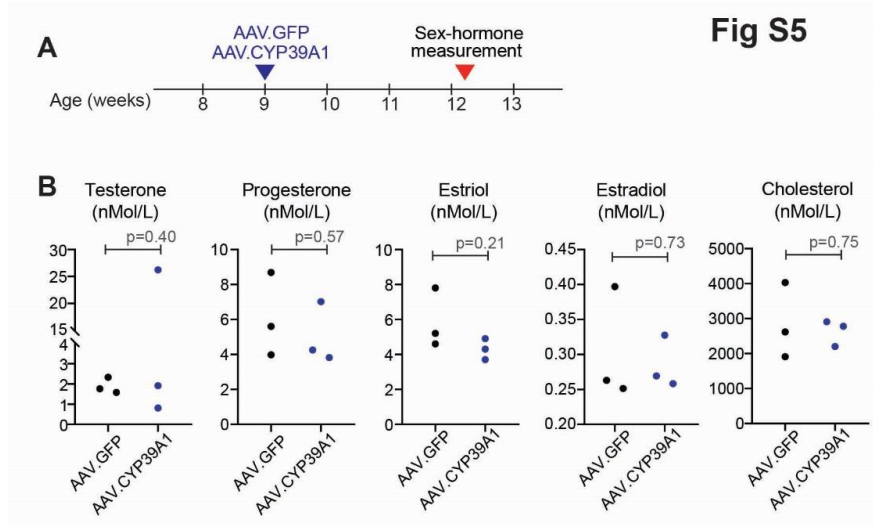 Fig S5
A
AAV.GFP
AAV.CYP39A1
Sex-hormone
measurement
Age (weeks)
8 9 10 11 12 13
B
Testerone
(nMol/L)
p=0.40
30
25
20
15
4
3
2
1
0
AAV.GFP
AAV.CYP39A1
Progesterone
(nMol/L)
p=0.57
10
8
6
4
2
0
AAV.GFP
AAV.CYP39A1
Estriol
(nMol/L)
p=0.21
10
8
6
4
2
0
AAV.GFP
AAV.CYP39A1
Estradiol
(nMol/L)
p=0.73
0.45
0.40
0.35
0.30
0.25
0.20
AAV.GFP
AAV.CYP39A1
Cholesterol
(nMol/L)
p=0.75
5000
4000
3000
2000
1000
0
AAV.GFP
AAV.CYP39A1